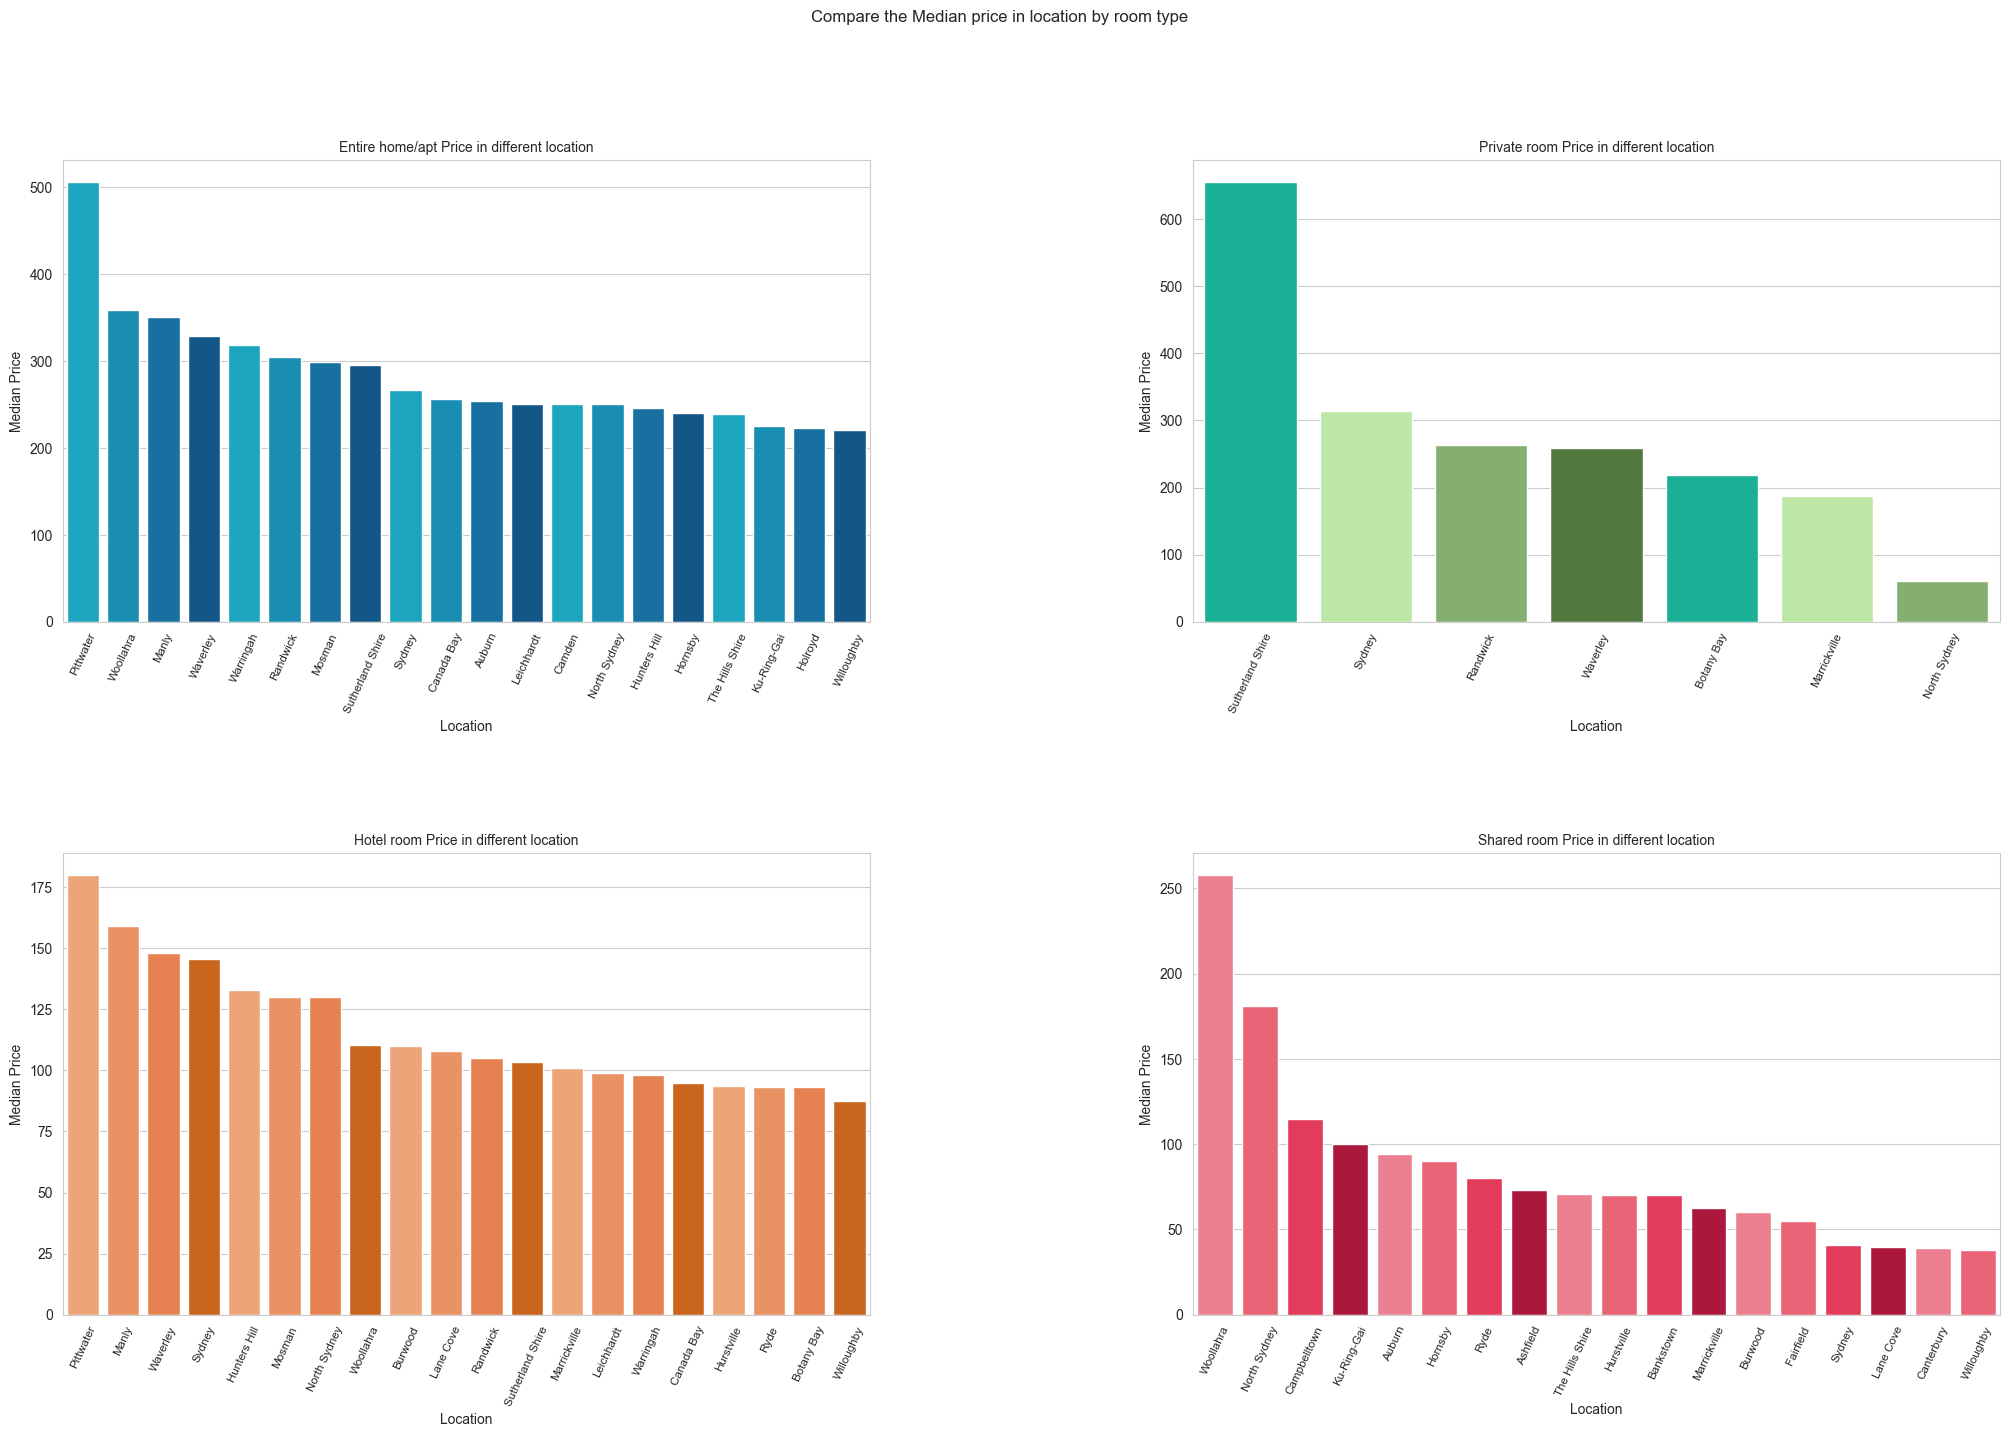 Compare the Median price in location by room type
Entire home/apt Price in different location
Median Price
500
400
300
200
100
0
Pittwater
Woollahra
Manly
Waverley
Warringah
Randwick
Mosman
Sutherland Shire
Sydney
Canada Bay
Auburn
Leichhardt
Camden
North Sydney
Hunters Hill
Hornsby
The Hills Shire
Ku-Ring-Gai
Holroyd
Willoughby
Location
Private room Price in different location
Median Price
600
500
400
300
200
100
0
Sutherland Shire
Sydney
Randwick
Waverley
Botany Bay
Marrickville
North Sydney
Location
Hotel room Price in different location
Median Price
175
150
125
100
75
50
25
0
Pittwater
Manly
Waverley
Sydney
Hunters Hill
Mosman
North Sydney
Woollahra
Burwood
Lane Cove
Randwick
Sutherland Shire
Marrickville
Leichhardt
Warringah
Canada Bay
Hurstville
Ryde
Botany Bay
Willoughby
Location
Shared room Price in different location
Median Price
250
200
150
100
50
0
Woollahra
North Sydney
Campbelltown
Ku-Ring-Gai
Auburn
Hornsby
Ryde
Ashfield
The Hills Shire
Hurstville
Bankstown
Marrickville
Burwood
Fairfield
Sydney
Lane Cove
Canterbury
Willoughby
Location